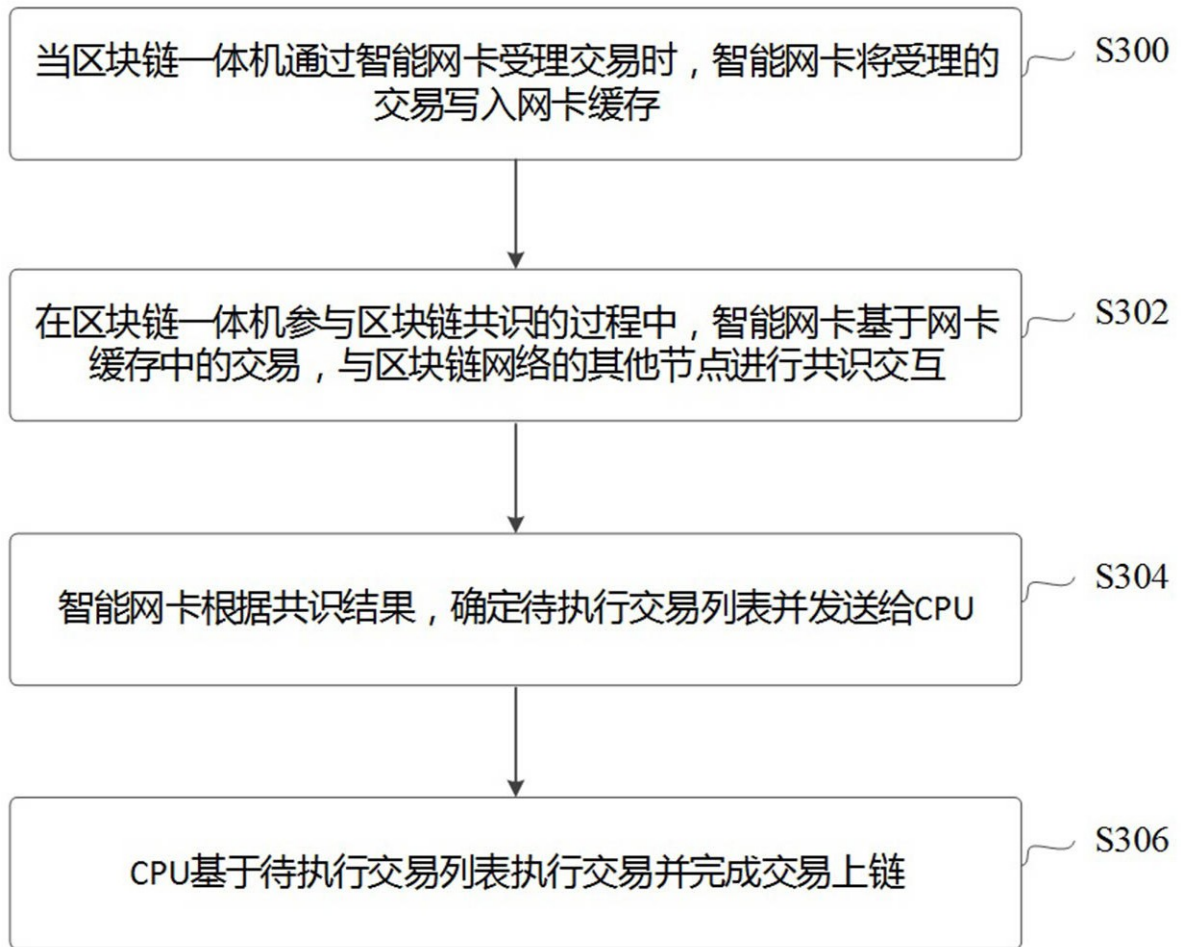 当区块链一体机通过智能网卡受理交易时，智能网卡将受理的
交易写入网卡缓存
S300
在区块链一体机参与区块链共识的过程中，智能网卡基于网卡
缓存中的交易，与区块链网络的其他节点进行共识交互
S302
智能网卡根据共识结果，确定待执行交易列表并发送给CPU
S304
CPU基于待执行交易列表执行交易并完成交易上链
S306